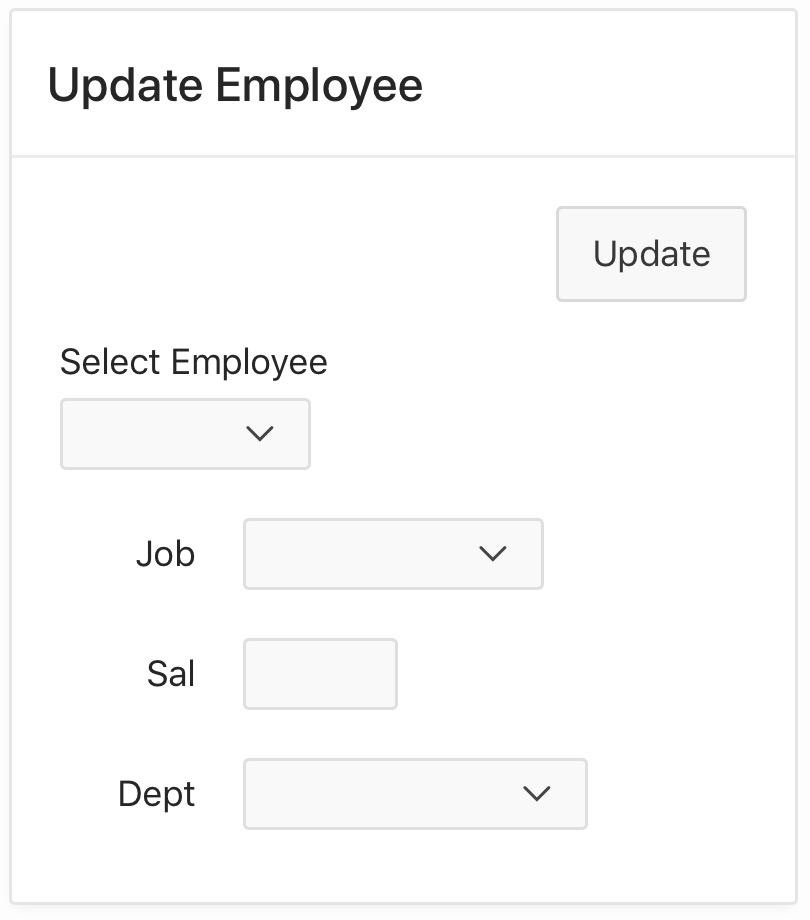 Update Employee
Update
Select Employee
Job
Sal
Dept